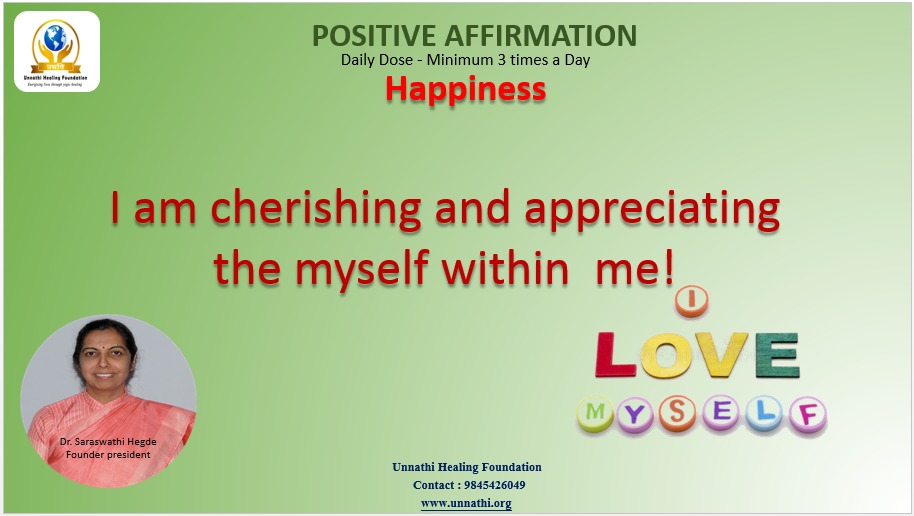 POSITIVE AFFIRMATION
Daily Dose - Minimum 3 times a Day
Happiness
Unnathi Healing Foundation
Energising lives through yogic healing
I am cherishing and appreciating
the myself within me!
I
LOVE
MYSELF
Dr. Saraswathi Hegde
Founder president
Unnathi Healing Foundation
Contact : 9845426049
www.unnathi.org